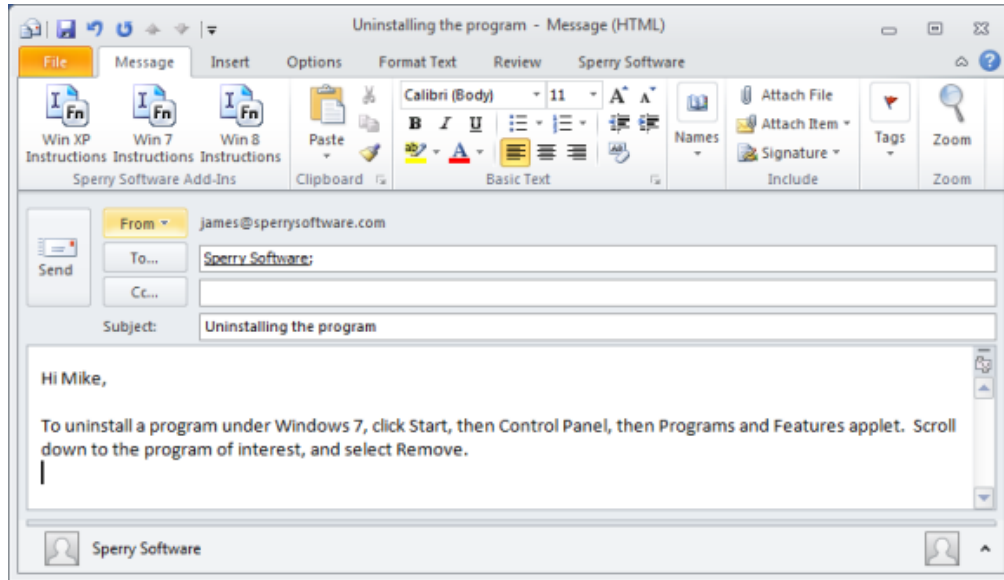 Uninstalling the program - Message (HTML)
File Message Insert Options Format Text Review Sperry Software
Win XP Instructions
Win 7 Instructions
Win 8 Instructions
Sperry Software Add-Ins
Paste
Clipboard
Calibri (Body) 11
B I U
Basic Text
Names
Attach File
Attach Item
Signature
Include
Tags
Zoom
Zoom
Send
From james@sperrysoftware.com
To... Sperry Software;
Cc...
Subject: Uninstalling the program
Hi Mike,
To uninstall a program under Windows 7, click Start, then Control Panel, then Programs and Features applet. Scroll
down to the program of interest, and select Remove.
Sperry Software